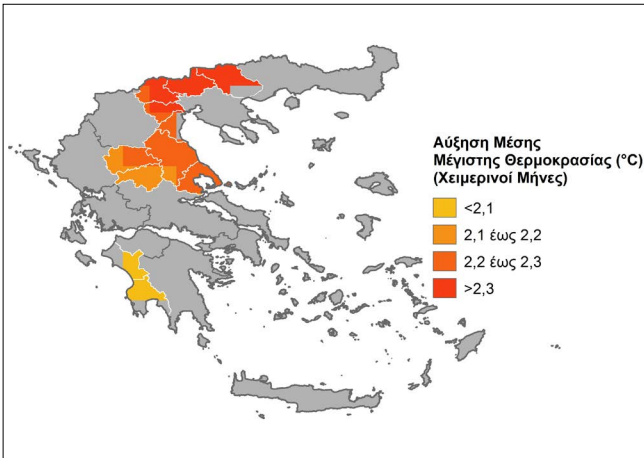 Αύξηση Μέσης
Μέγιστης Θερμοκρασίας (°C)
(Χειμερινοί Μήνες)
<2,1
2,1 έως 2,2
2,2 έως 2,3
>2,3